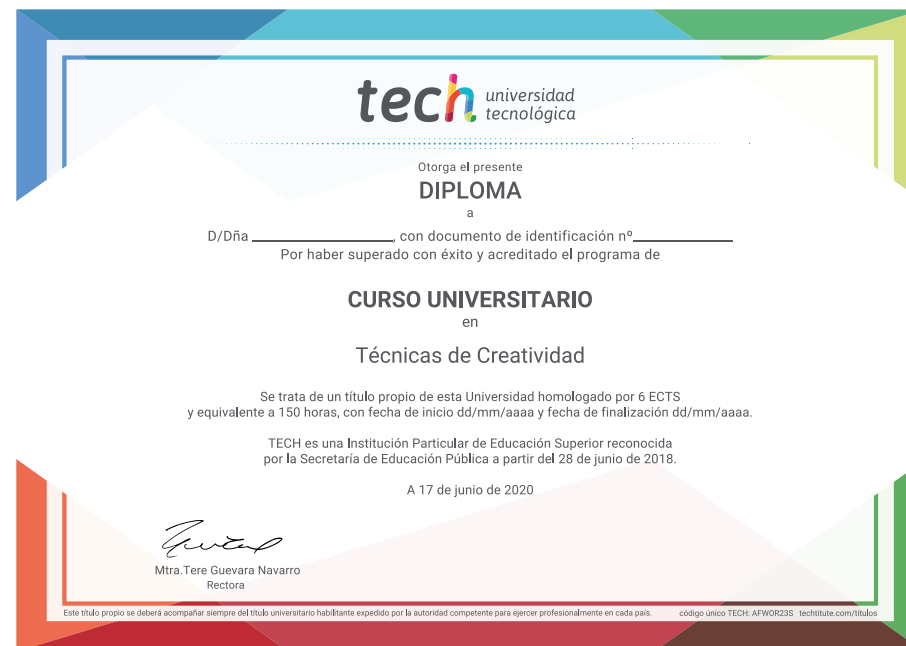 tech universidad
tecnológica
Otorga el presente
DIPLOMA
a
D/Dña ____________, con documento de identificación nº____________
Por haber superado con éxito y acreditado el programa de
CURSO UNIVERSITARIO
en
Técnicas de Creatividad
Se trata de un título propio de esta Universidad homologado por 6 ECTS
y equivalente a 150 horas, con fecha de inicio dd/mm/aaaa y fecha de finalización dd/mm/aaaa.
TECH es una Institución Particular de Educación Superior reconocida
por la Secretaría de Educación Pública a partir del 28 de junio de 2018.
A 17 de junio de 2020
Mtra.Tere Guevara Navarro
Rectora
Este título propio se deberá acompañar siempre del título universitario habilitante expedido por la autoridad competente para ejercer profesionalmente en cada país. código único TECH: AFWOR23S techtitute.com/titulos